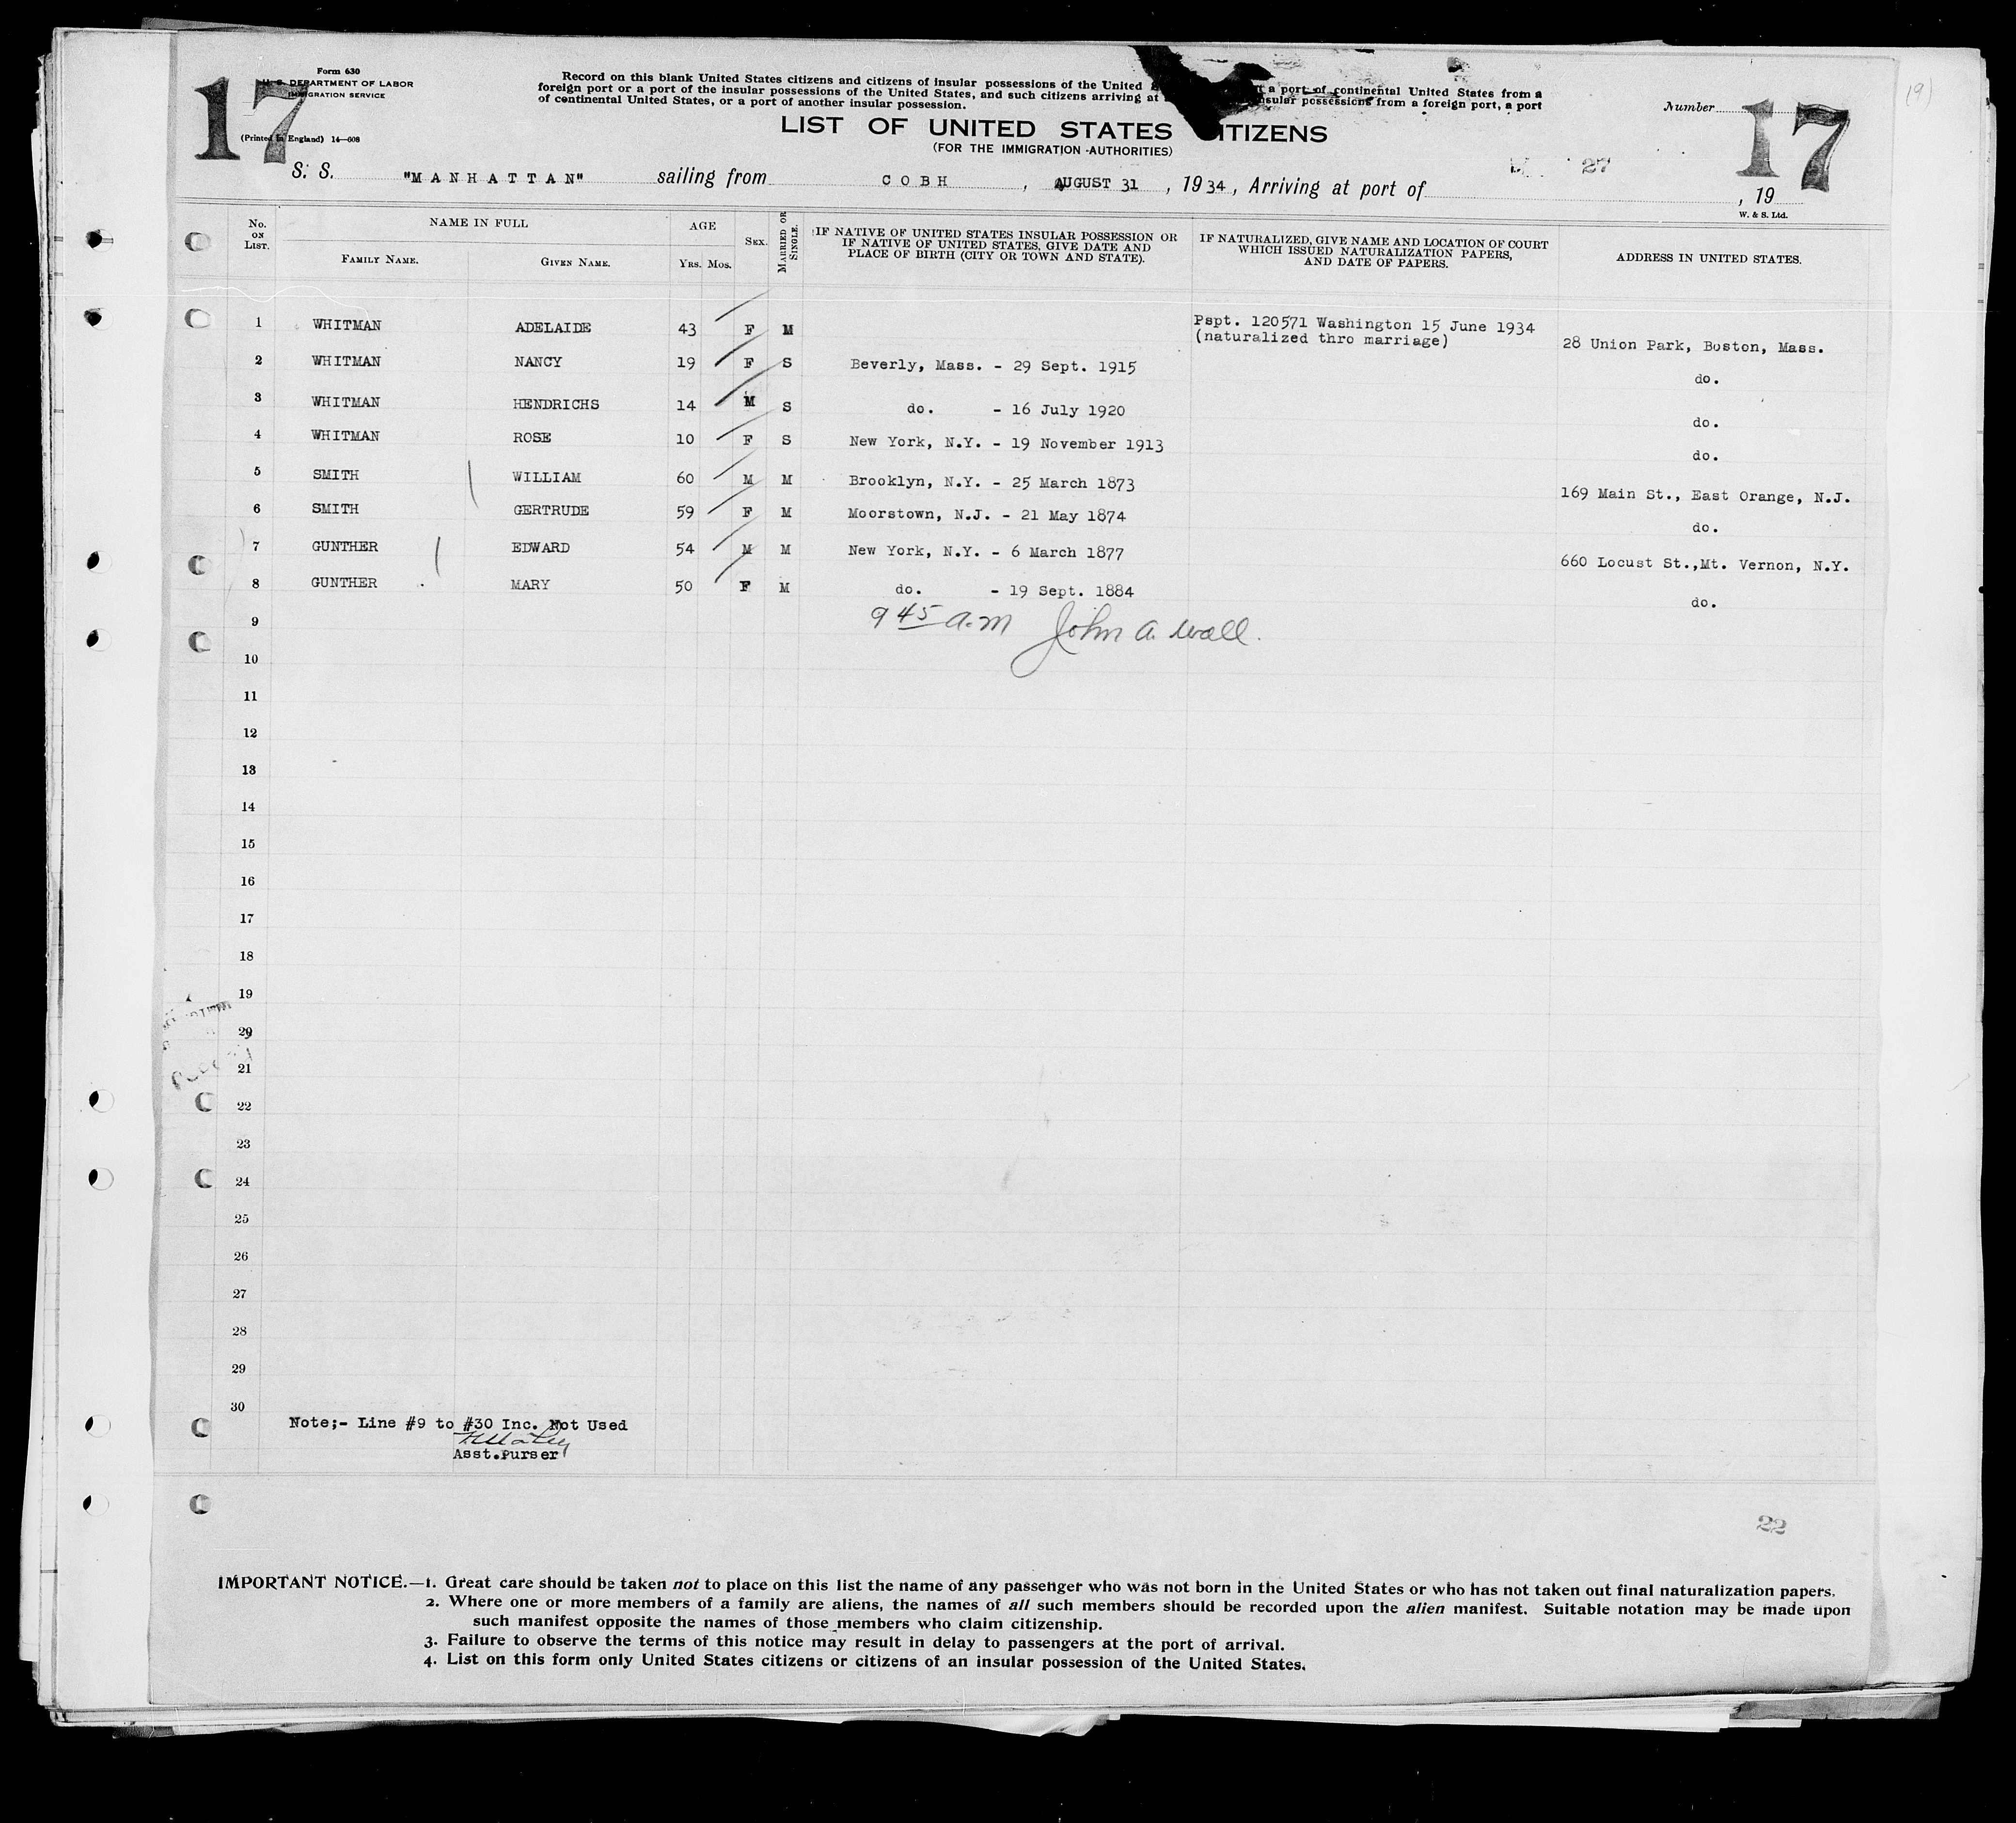 17
Form 630
U. S. DEPARTMENT OF LABOR
IMMIGRATION SERVICE
(Printed in England) 14—608
Record on this blank United States citizens and citizens of insular possessions of the United a port of continental United States from a
foreign port or a port of the insular possessions of the United States, and such citizens arriving at insular possessions from a foreign port, a port
of continental United States, or a port of another insular possession.
LIST OF UNITED STATES CITIZENS
(FOR THE IMMIGRATION AUTHORITIES)
Number
17
(9)
27
S. S. "MANHATTAN" sailing from COBH, AUGUST 31, 1934, Arriving at port of , 19
W. & S. Ltd.
No. ON LIST. NAME IN FULL AGE SEX. MARRIED OR SINGLE. IF NATIVE OF UNITED STATES INSULAR POSSESSION OR IF NATIVE OF UNITED STATES, GIVE DATE AND PLACE OF BIRTH (CITY OR TOWN AND STATE). IF NATURALIZED, GIVE NAME AND LOCATION OF COURT WHICH ISSUED NATURALIZATION PAPERS, AND DATE OF PAPERS. ADDRESS IN UNITED STATES.
FAMILY NAME. GIVEN NAME. YRS. MOS.
1 WHITMAN ADELAIDE 43 F M Pspt. 120571 Washington 15 June 1934
(naturalized thro marriage) 28 Union Park, Boston, Mass.
2 WHITMAN NANCY 19 F S Beverly, Mass. - 29 Sept. 1915 do.
3 WHITMAN HENDRICHS 14 M S do. - 16 July 1920 do.
4 WHITMAN ROSE 10 F S New York, N.Y. - 19 November 1913 do.
5 SMITH WILLIAM 60 M M Brooklyn, N.Y. - 25 March 1873 169 Main St., East Orange, N.J.
6 SMITH GERTRUDE 59 F M Moorstown, N.J. - 21 May 1874 do.
7 GUNTHER EDWARD 54 M M New York, N.Y. - 6 March 1877 660 Locust St.,Mt. Vernon, N.Y.
8 GUNTHER MARY 50 F M do. - 19 Sept. 1884 do.
9 9 45 a.m John A. Wall.
10
11
12
13
14
15
16
17
18
19
20
21
22
23
24
25
26
27
28
29
30
Note;- Line #9 to #30 Inc. Not Used
Asst.Purser
22
IMPORTANT NOTICE.—1. Great care should be taken not to place on this list the name of any passenger who was not born in the United States or who has not taken out final naturalization papers.
2. Where one or more members of a family are aliens, the names of all such members should be recorded upon the alien manifest. Suitable notation may be made upon
such manifest opposite the names of those members who claim citizenship.
3. Failure to observe the terms of this notice may result in delay to passengers at the port of arrival.
4. List on this form only United States citizens or citizens of an insular possession of the United States.